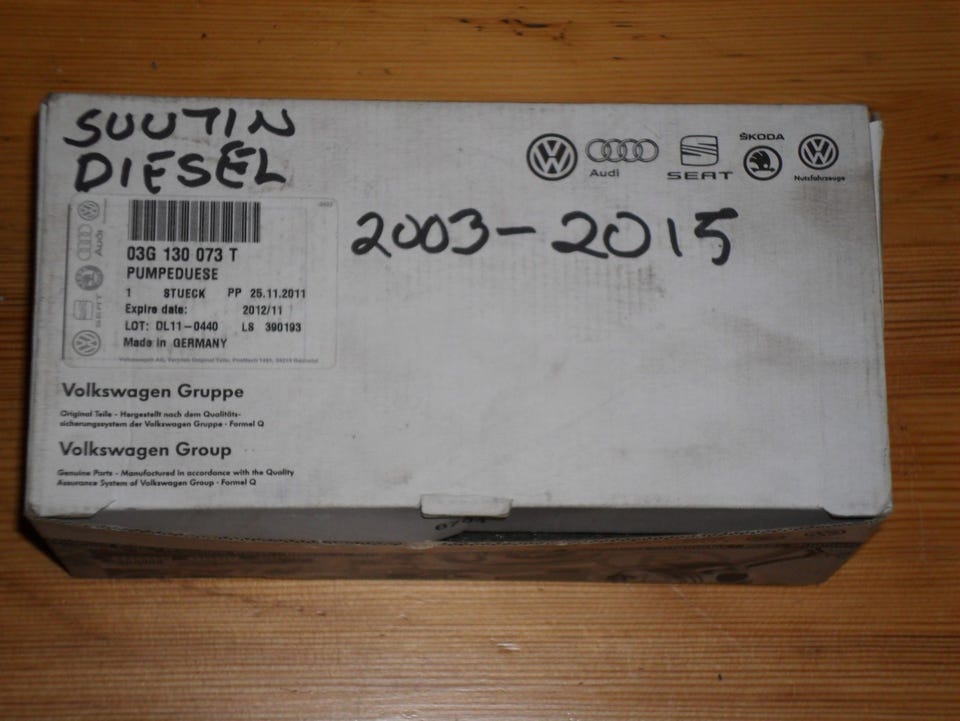 SUUTIN
DIESEL
Audi
SEAT
ŠKODA
Nutzfahrzeuge
2003-2015
Audi
SEAT
03G 130 073 T
PUMPEDUESE
1 STUECK PP 25.11.2011
Expire date: 2012/11
LOT: DL11-0440 LS 390193
Made in GERMANY
Volkswagen Gruppe
Original Teile - Hergestellt nach dem Qualitäts-
sicherungssystem der Volkswagen Gruppe - Formel Q
Volkswagen Group
Genuine Parts - Manufactured in accordance with the Quality
Assurance System of Volkswagen Group - Formel Q